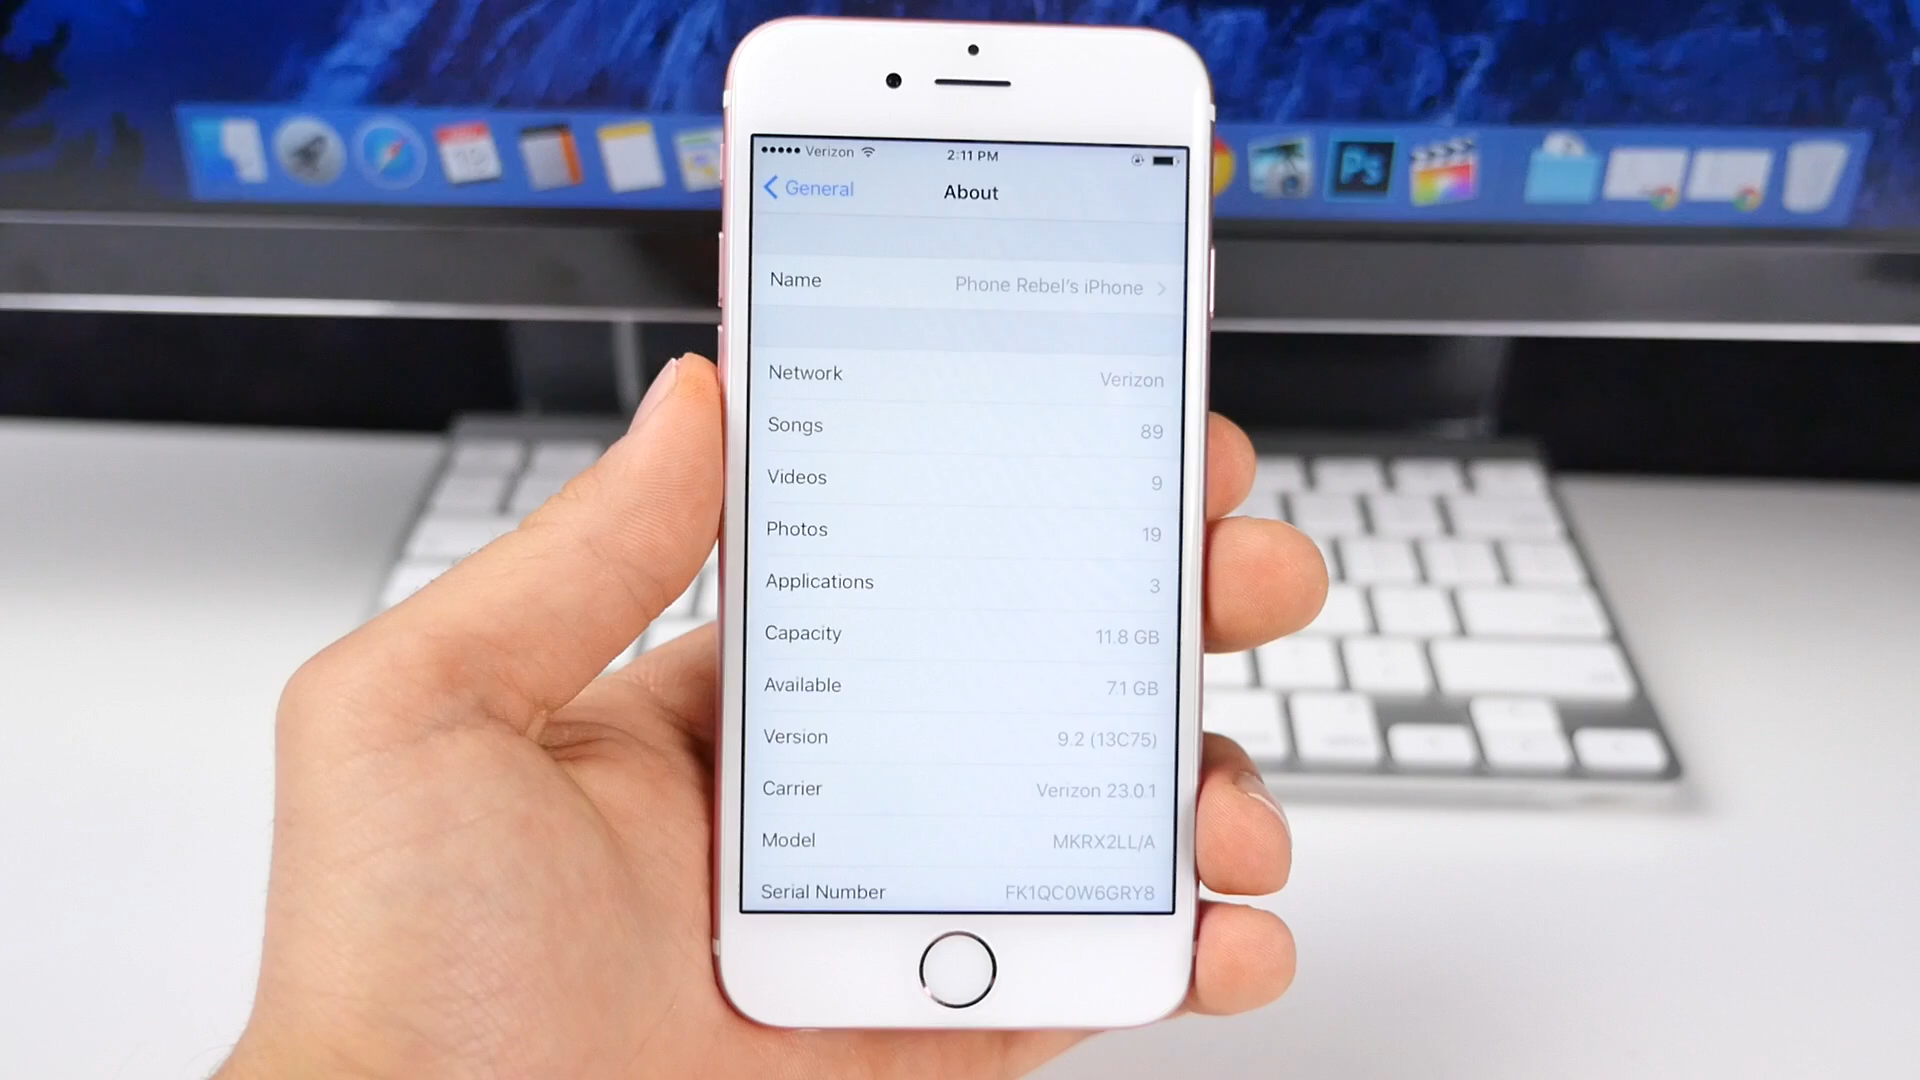 Verizon 2:11 PM
General About
Name Phone Rebel's iPhone
Network Verizon
Songs 89
Videos 9
Photos 19
Applications 3
Capacity 11.8 GB
Available 7.1 GB
Version 9.2 (13C75)
Carrier Verizon 23.0.1
Model MKRX2LL/A
Serial Number FK1QC0W6GRY8
Ps